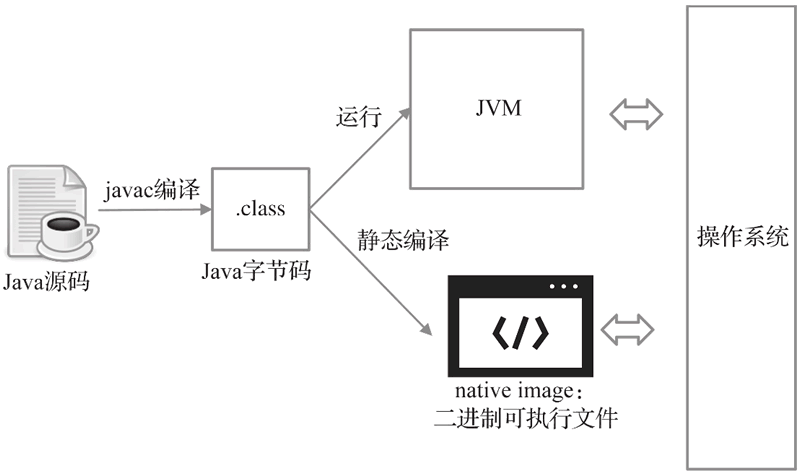 Java源码
javac编译
.class
Java字节码
运行
JVM
静态编译
</>
native image：
二进制可执行文件
操作系统